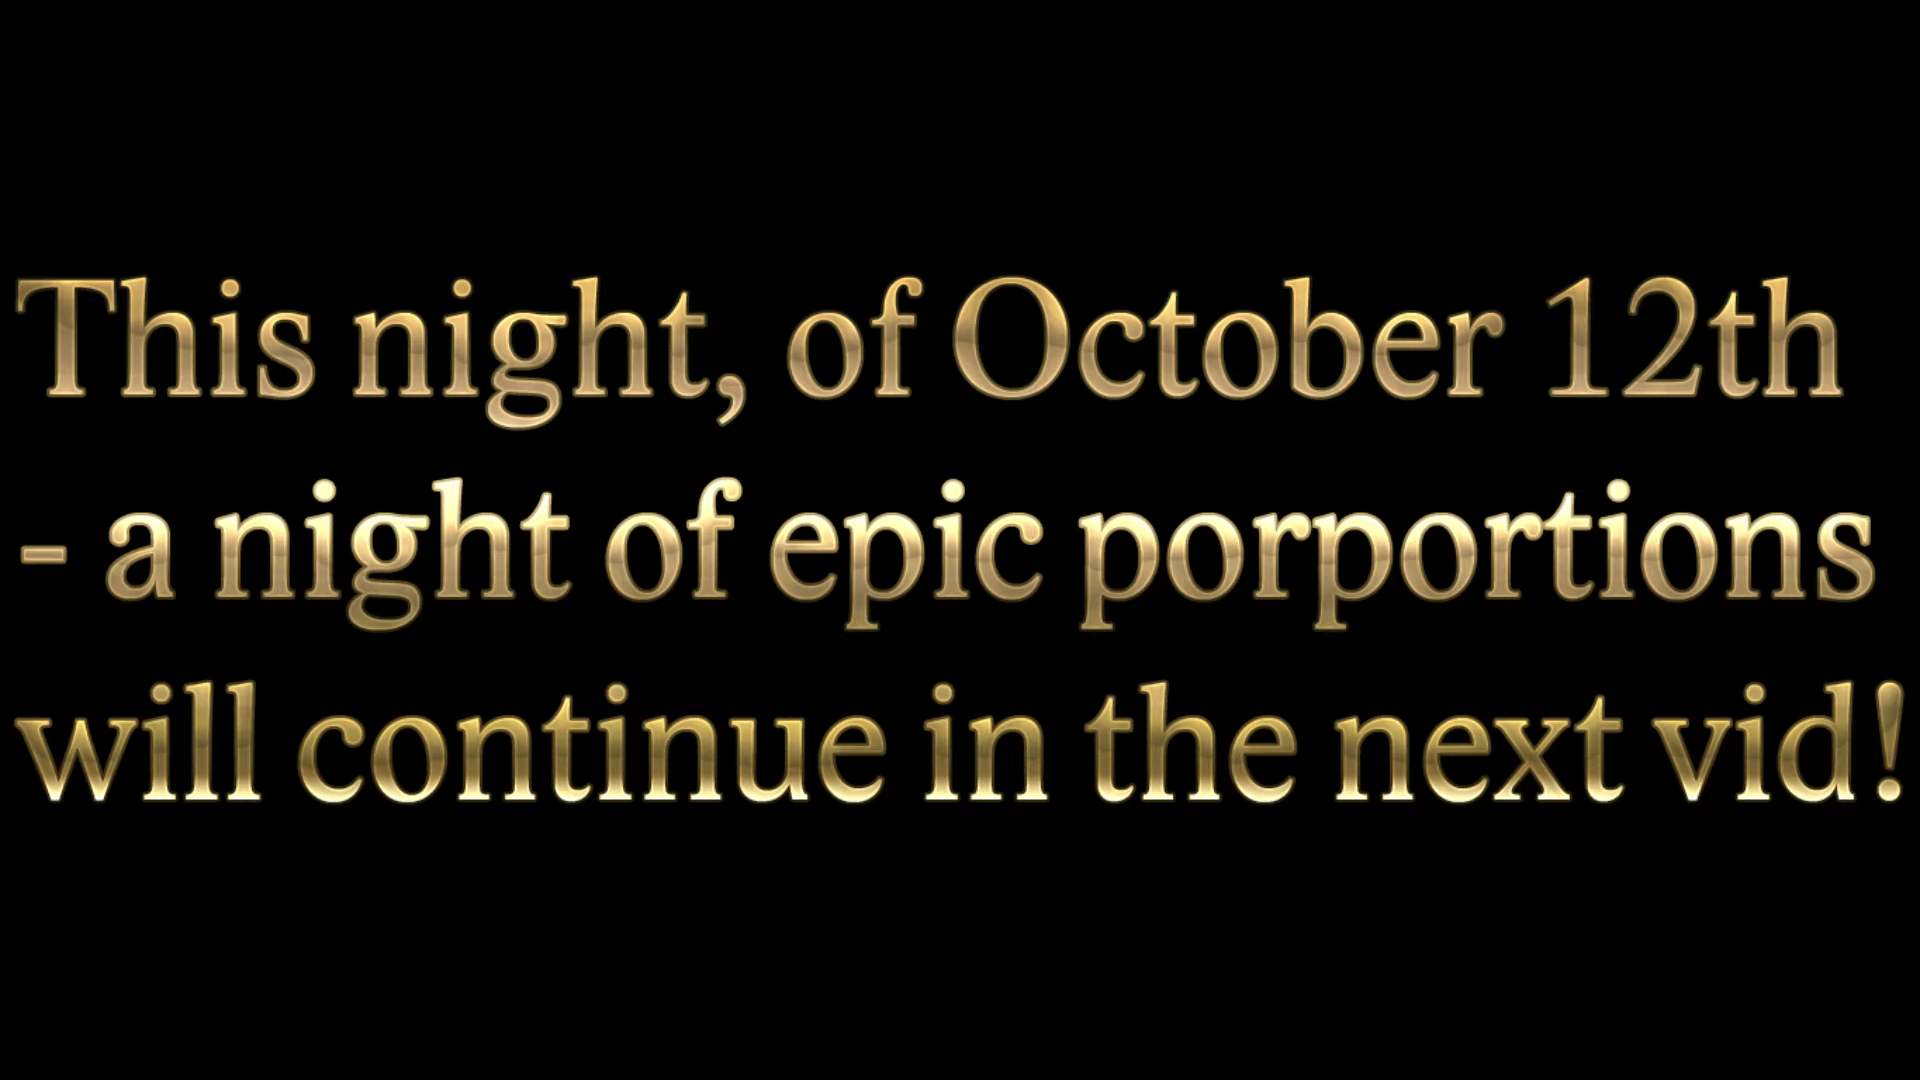 This night, of October 12th
- a night of epic porportions
will continue in the next vid!